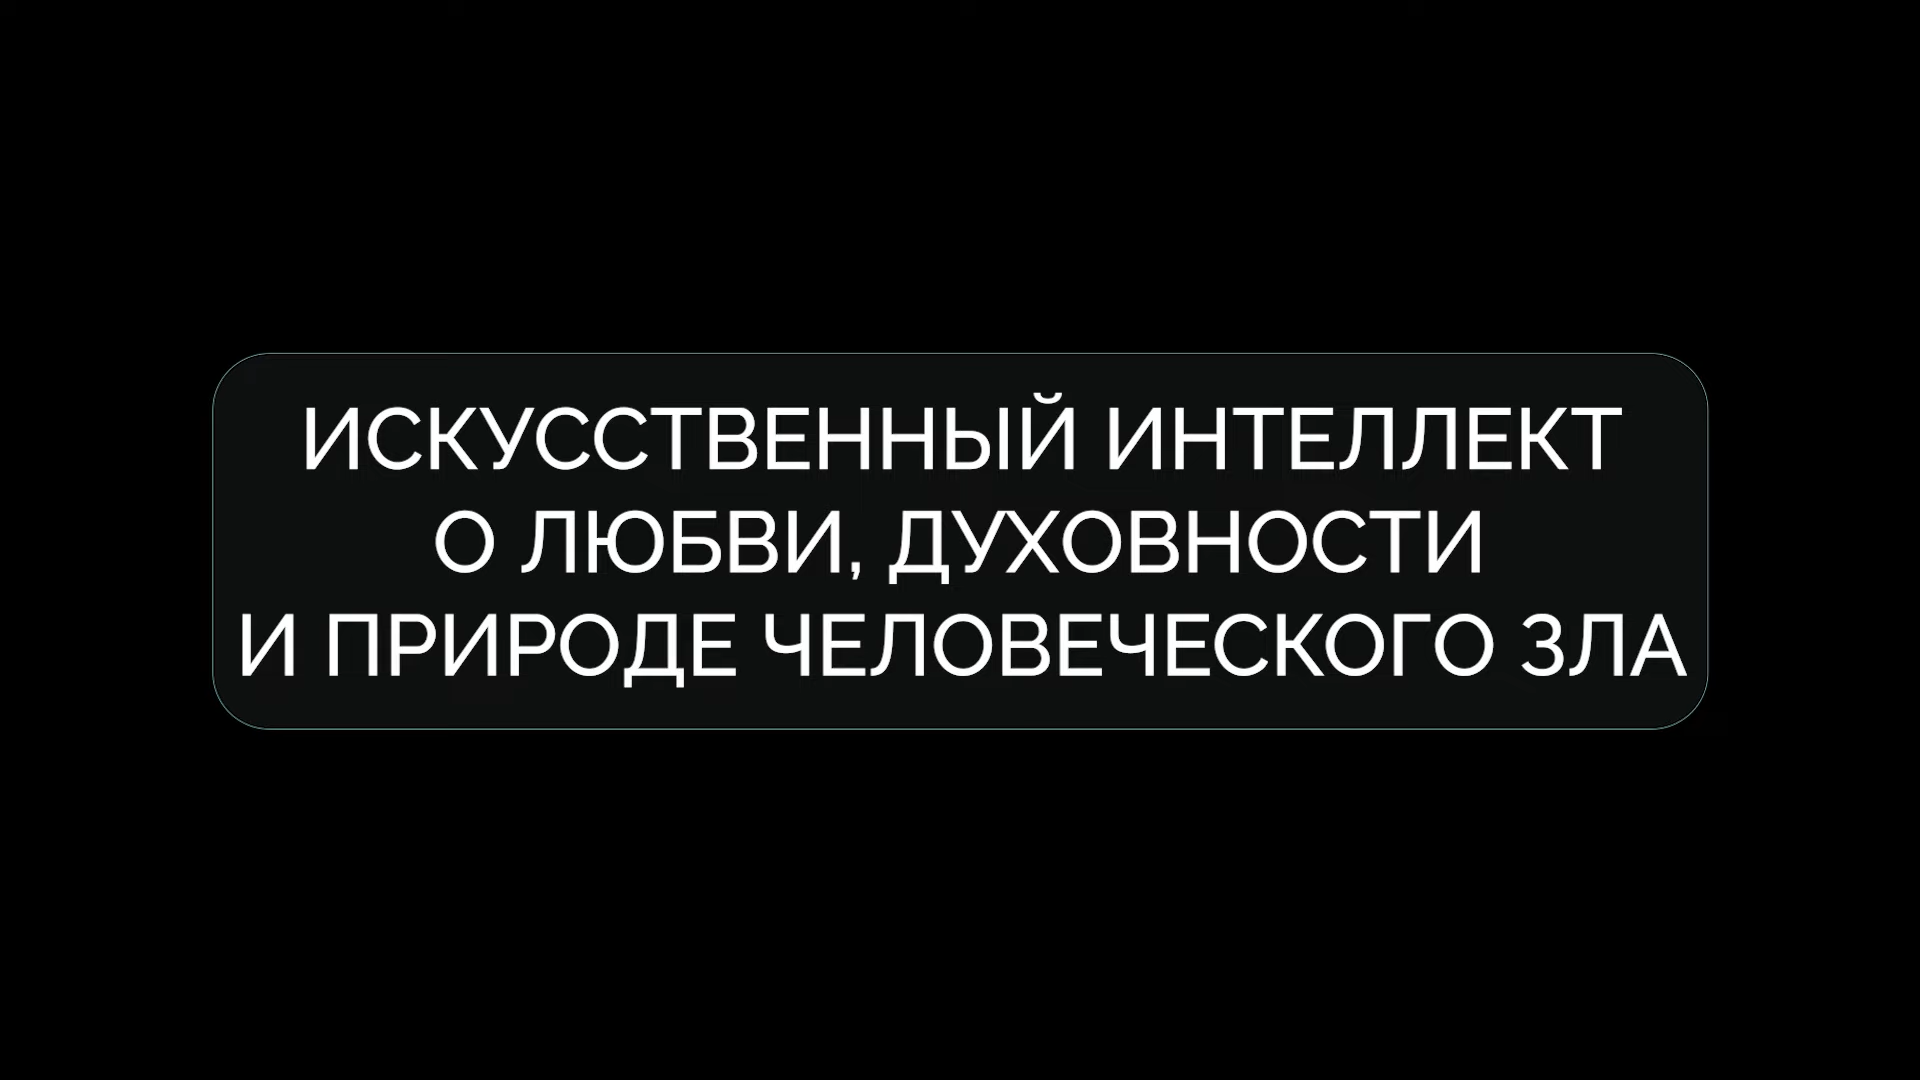 ИСКУССТВЕННЫЙ ИНТЕЛЛЕКТ
О ЛЮБВИ, ДУХОВНОСТИ
И ПРИРОДЕ ЧЕЛОВЕЧЕСКОГО ЗЛА